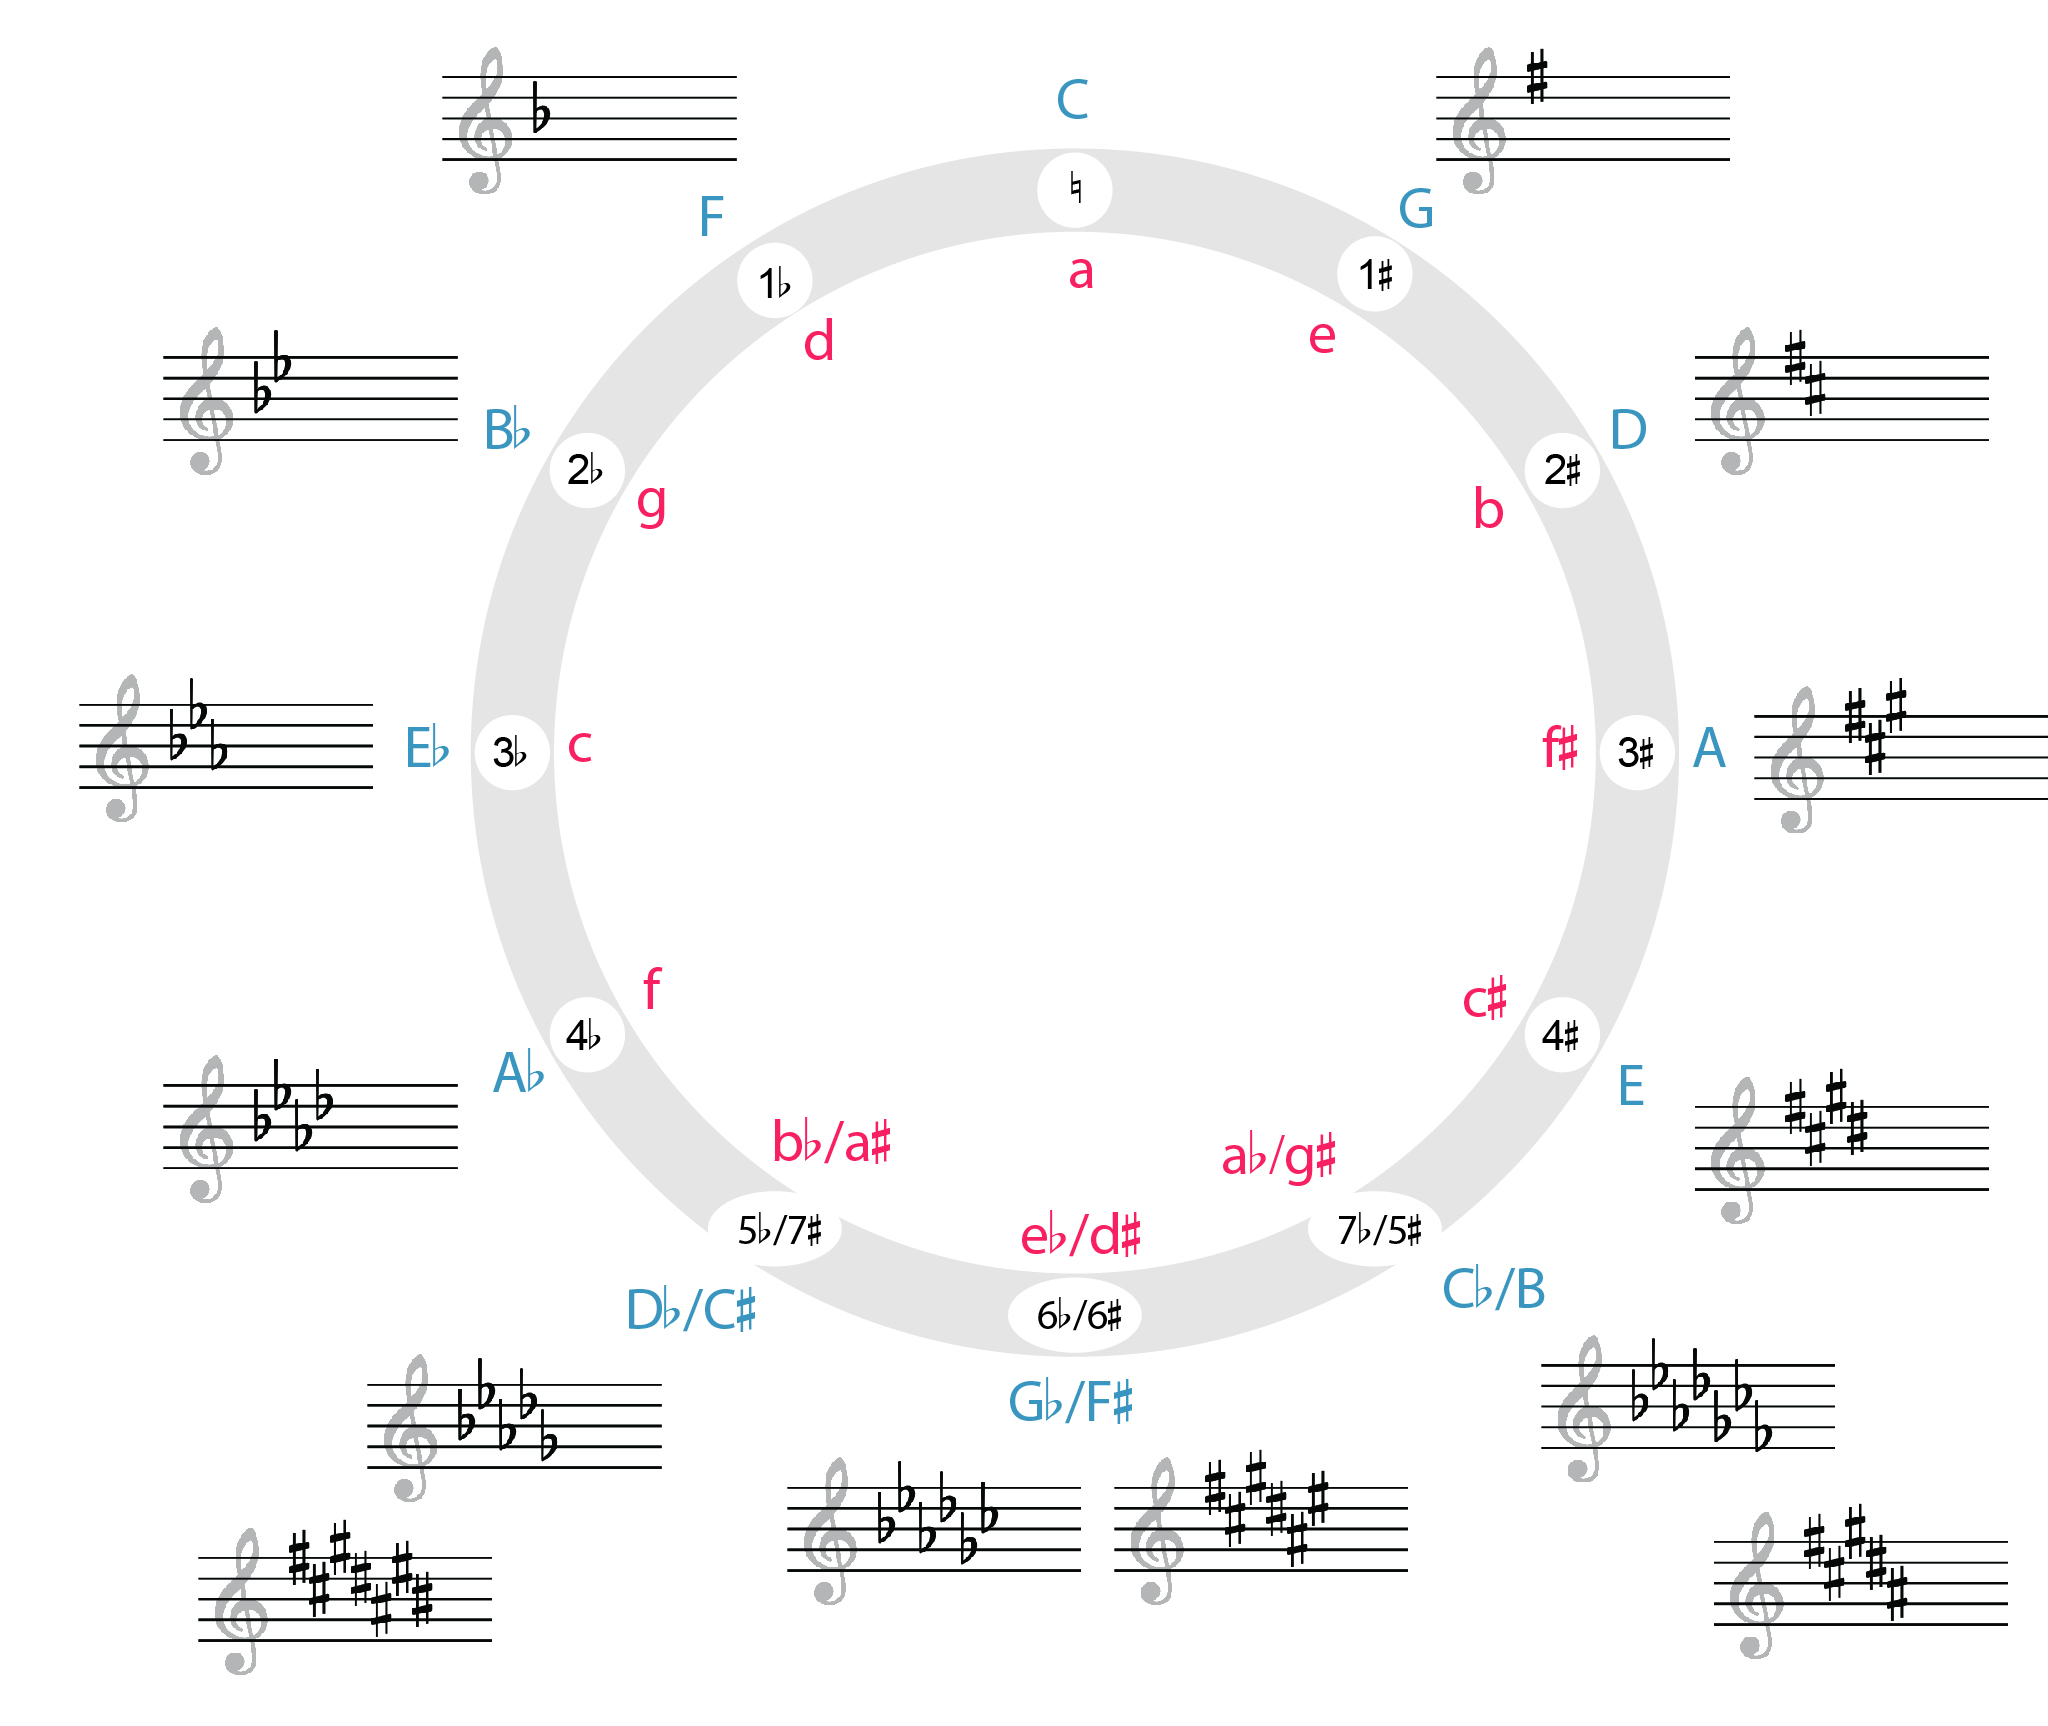 C
♮
a
G
1♯
e
D
2♯
b
A
3♯
f♯
E
4♯
c♯
C♭/B
7♭/5♯
a♭/g♯
G♭/F♯
6♭/6♯
e♭/d♯
D♭/C♯
5♭/7♯
b♭/a♯
A♭
4♭
f
E♭
3♭
c
B♭
2♭
g
F
1♭
d